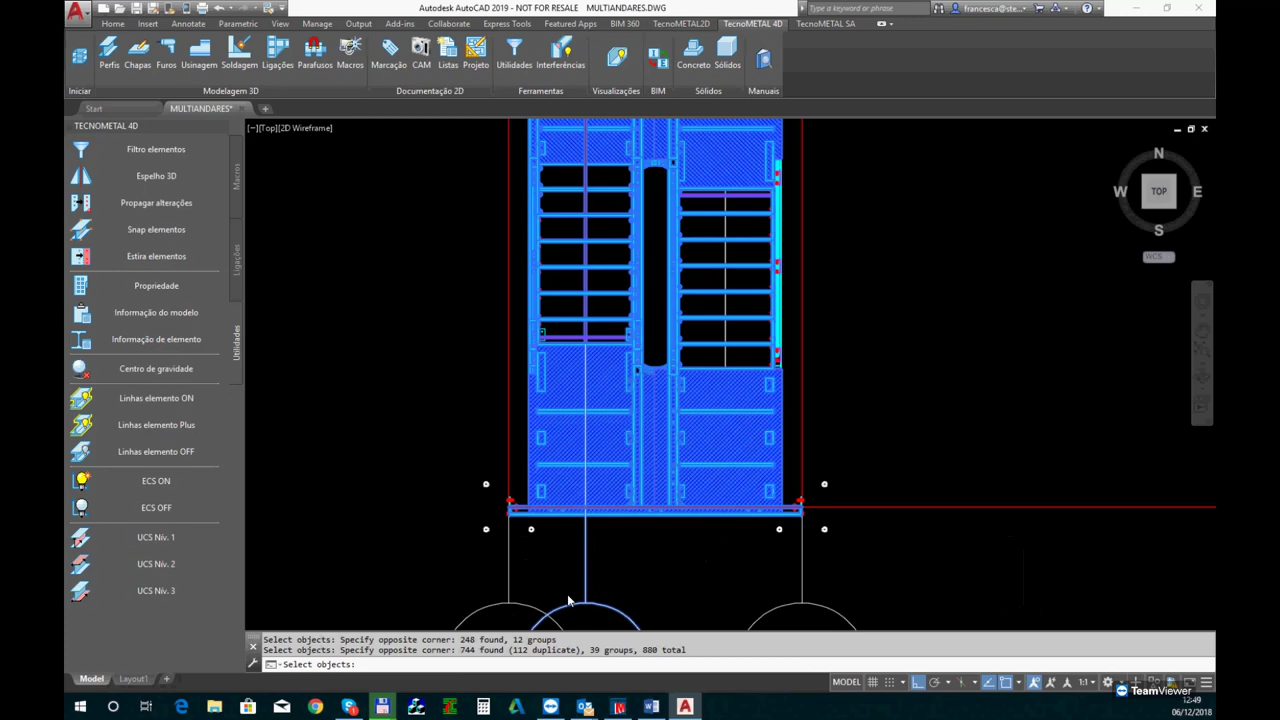 Autodesk AutoCAD 2019 - NOT FOR RESALE MULTIANDARES.DWG
Type a keyword or phrase
francesca@ste...
Home Insert Annotate Parametric View Manage Output Add-ins Collaborate Express Tools Featured Apps BIM 360 TecnoMETAL2D TecnoMETAL 4D TecnoMETAL SA
Perfis Chapas Furos Usinagem Soldagem Ligações Parafusos Macros Marcação CAM Listas Projeto Utilidades Interferências Concreto Sólidos
Iniciar Modelagem 3D Documentação 2D Ferramentas Visualizações BIM Sólidos Manuais
Start MULTIANDARES*
TECNOMETAL 4D
[−][Top][2D Wireframe]
Filtro elementos
Espelho 3D
Propagar alterações
Snap elementos
Estira elementos
Propriedade
Informação do modelo
Informação de elemento
Centro de gravidade
Linhas elemento ON
Linhas elemento Plus
Linhas elemento OFF
ECS ON
ECS OFF
UCS Nív. 1
UCS Nív. 2
UCS Nív. 3
Macros
Ligações
Utilidades
N
W TOP E
S
WCS
Select objects: Specify opposite corner: 248 found, 12 groups
Select objects: Specify opposite corner: 744 found (112 duplicate), 39 groups, 880 total
Select objects:
Model Layout1
MODEL 1:1
TeamViewer
12:49
06/12/2018